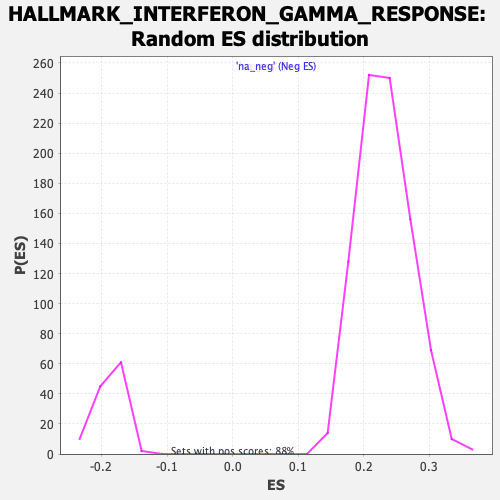 HALLMARK_INTERFERON_GAMMA_RESPONSE:
Random ES distribution
'na_neg' (Neg ES)
260
240
220
200
180
160
140
120
100
80
60
40
20
0
P(ES)
Sets with pos scores: 88%
-0.2 -0.1 0.0 0.1 0.2 0.3
ES